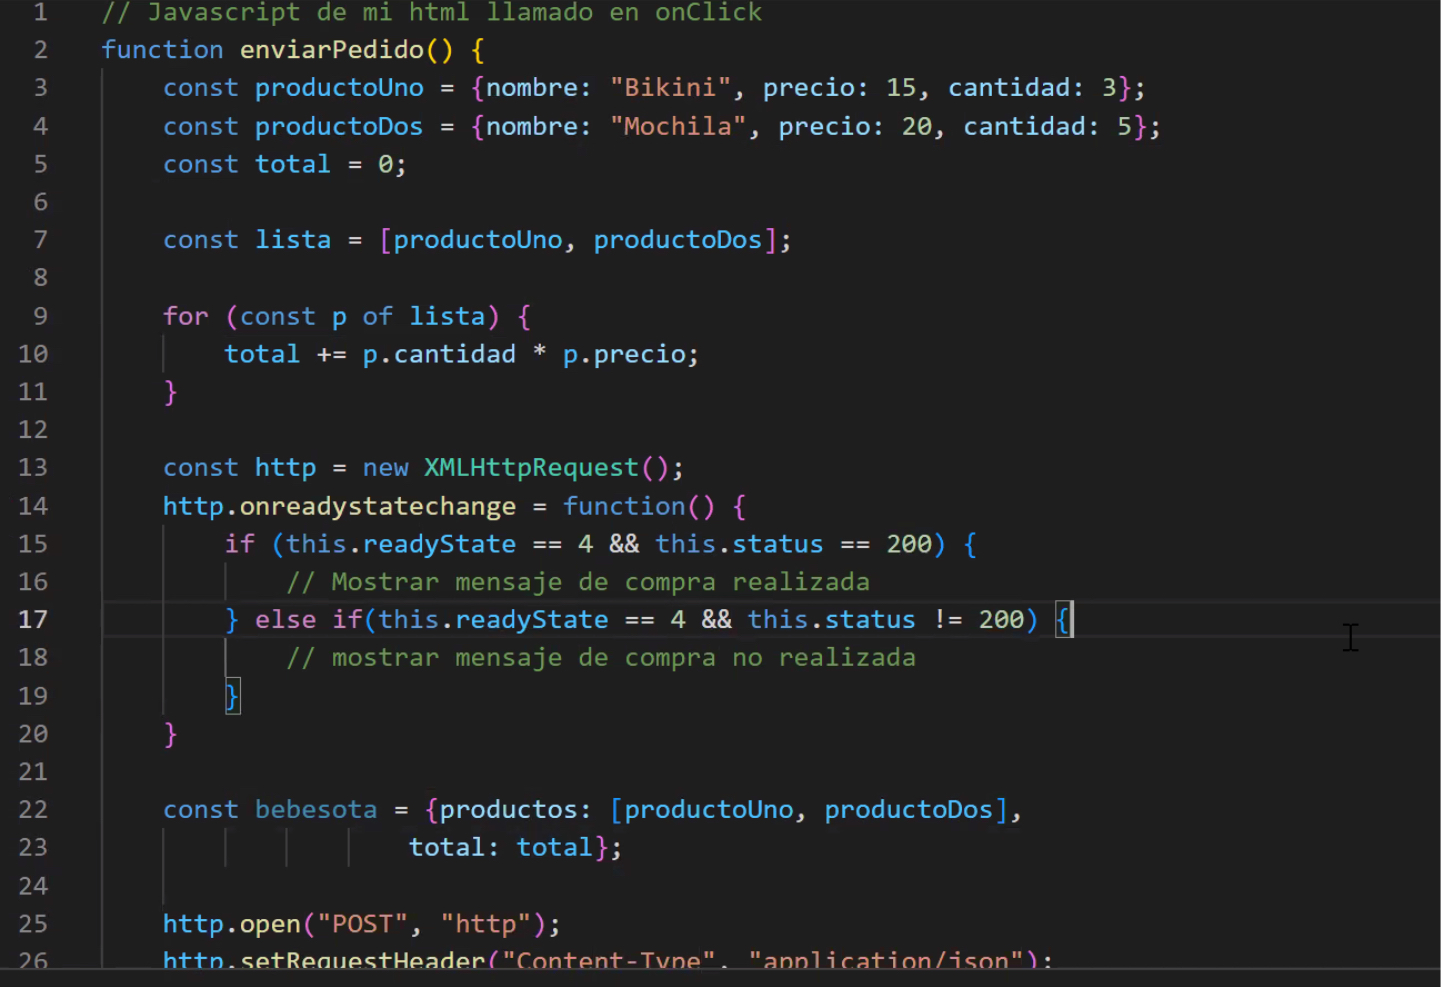 1 // Javascript de mi html llamado en onClick
2 function enviarPedido() {
3 const productoUno = {nombre: "Bikini", precio: 15, cantidad: 3};
4 const productoDos = {nombre: "Mochila", precio: 20, cantidad: 5};
5 const total = 0;
6
7 const lista = [productoUno, productoDos];
8
9 for (const p of lista) {
10 total += p.cantidad * p.precio;
11 }
12
13 const http = new XMLHttpRequest();
14 http.onreadystatechange = function() {
15 if (this.readyState == 4 && this.status == 200) {
16 // Mostrar mensaje de compra realizada
17 } else if(this.readyState == 4 && this.status != 200) {
18 // mostrar mensaje de compra no realizada
19 }
20 }
21
22 const bebesota = {productos: [productoUno, productoDos],
23 total: total};
24
25 http.open("POST", "http");
26 http.setRequestHeader("Content-Type", "application/json");